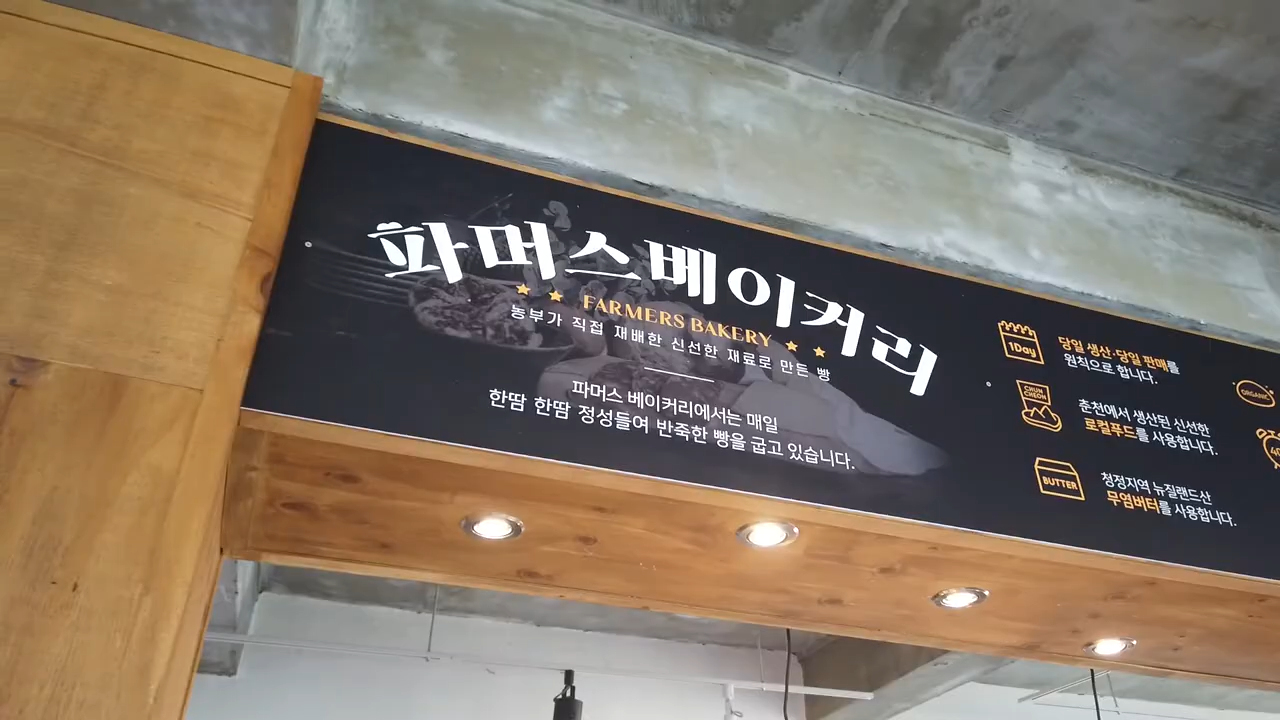 파머스베이커리
FARMERS BAKERY
농부가 직접 재배한 신선한 재료로 만든 빵
파머스 베이커리에서는 매일
한땀 한땀 정성들여 반죽한 빵을 굽고 있습니다.
1Day
당일 생산·당일 판매를
원칙으로 합니다.
CHUN
CHEON
춘천에서 생산된 신선한
로컬푸드를 사용합니다.
BUTTER
청정지역 뉴질랜드산
무염버터를 사용합니다.
ORGANIC